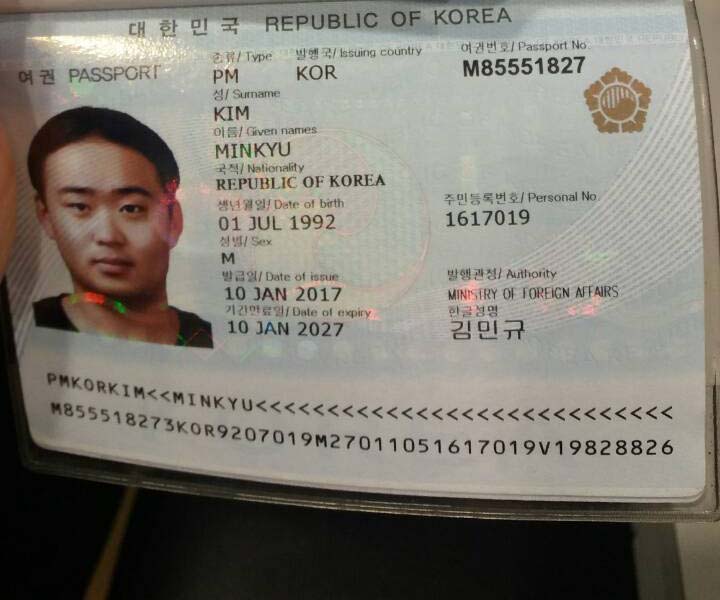 대한민국 REPUBLIC OF KOREA
여권 PASSPORT
종류/ Type 발행국/ Issuing country 여권번호/ Passport No.
PM KOR M85551827
성/ Surname
KIM
이름/ Given names
MINKYU
국적/ Nationality
REPUBLIC OF KOREA
생년월일/ Date of birth 주민등록번호/ Personal No.
01 JUL 1992 1617019
성별/ Sex
M
발급일/ Date of issue 발행관청/ Authority
10 JAN 2017 MINISTRY OF FOREIGN AFFAIRS
기간만료일/ Date of expiry 한글성명
10 JAN 2027 김민규
PMKORKIM<<MINKYU<<<<<<<<<<<<<<<<<<<<<<<<<<<<
M855518273KOR9207019M27011051617019V19828826